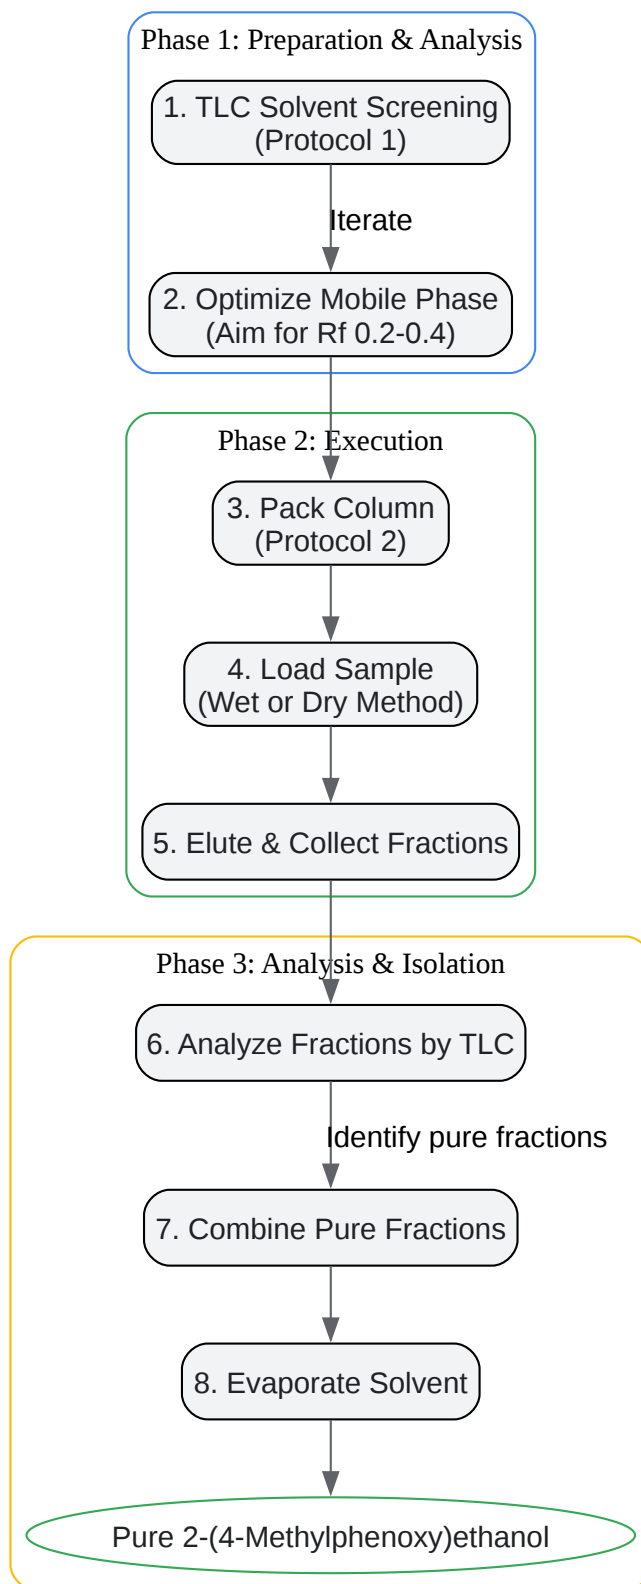 Phase 1: Preparation & Analysis
1. TLC Solvent Screening
(Protocol 1)
Iterate
2. Optimize Mobile Phase
(Aim for Rf 0.2-0.4)
Phase 2: Execution
3. Pack Column
(Protocol 2)
4. Load Sample
(Wet or Dry Method)
5. Elute & Collect Fractions
Phase 3: Analysis & Isolation
6. Analyze Fractions by TLC
Identify pure fractions
7. Combine Pure Fractions
8. Evaporate Solvent
Pure 2-(4-Methylphenoxy)ethanol